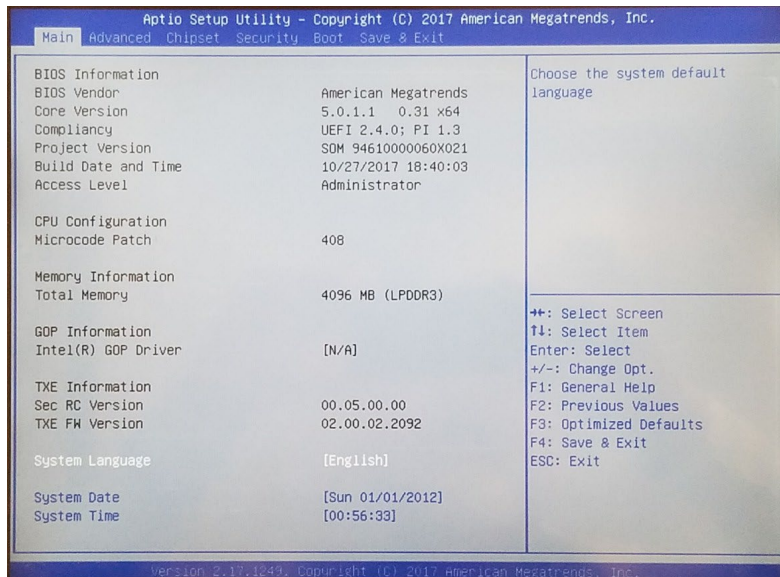 Aptio Setup Utility – Copyright (C) 2017 American Megatrends, Inc.
Main Advanced Chipset Security Boot Save & Exit
BIOS Information
BIOS Vendor American Megatrends
Core Version 5.0.1.1 0.31 x64
Compliancy UEFI 2.4.0; PI 1.3
Project Version SOM 94610000060X021
Build Date and Time 10/27/2017 18:40:03
Access Level Administrator
CPU Configuration
Microcode Patch 408
Memory Information
Total Memory 4096 MB (LPDDR3)
GOP Information
Intel(R) GOP Driver [N/A]
TXE Information
Sec RC Version 00.05.00.00
TXE FW Version 02.00.02.2092
System Language [English]
System Date [Sun 01/01/2012]
System Time [00:56:33]
Choose the system default
language
→←: Select Screen
↑↓: Select Item
Enter: Select
+/-: Change Opt.
F1: General Help
F2: Previous Values
F3: Optimized Defaults
F4: Save & Exit
ESC: Exit
Version 2.17.1249. Copyright (C) 2017 American Megatrends, Inc.